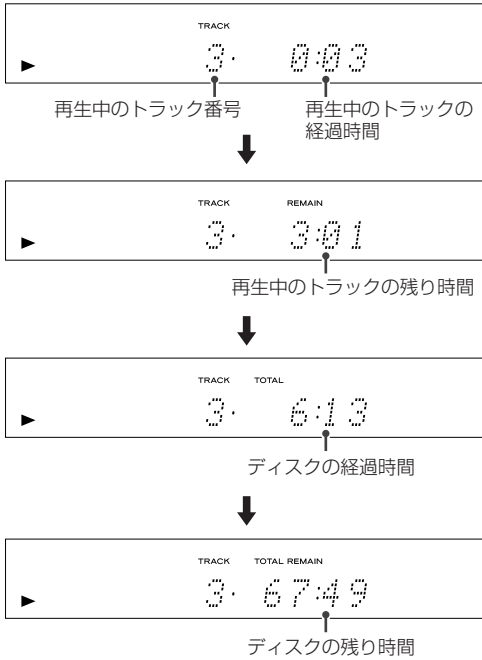 TRACK
3. 0:03
再生中のトラック番号
再生中のトラックの
経過時間
TRACK REMAIN
3. 3:01
再生中のトラックの残り時間
TRACK TOTAL
3. 6:13
ディスクの経過時間
TRACK TOTAL REMAIN
3. 67:49
ディスクの残り時間